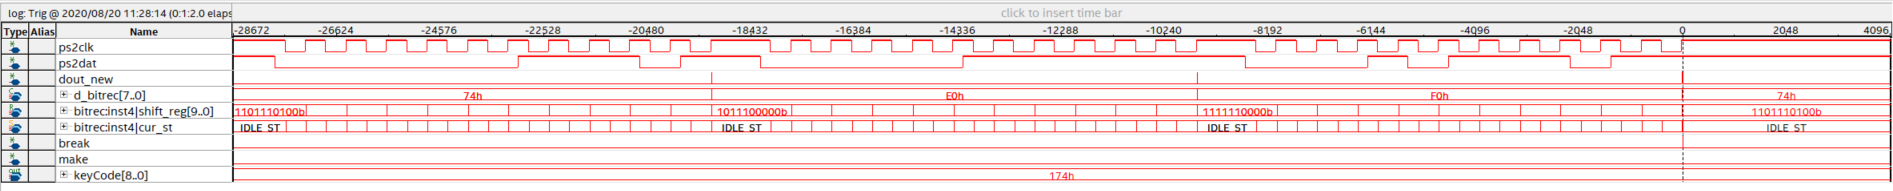 log: Trig @ 2020/08/20 11:28:14 (0:1:2.0 elaps click to insert time bar
Type Alias Name -28672 -26624 -24576 -22528 -20480 -18432 -16384 -14336 -12288 -10240 -8192 -6144 -4096 -2048 0 2048 4096
ps2clk
ps2dat
dout_new
d_bitrec[7..0] 74h E0h F0h 74h
bitrec:inst4|shift_reg[9..0] 1101110100b 1011100000b 1111110000b 1101110100b
bitrec:inst4|cur_st IDLE_ST IDLE_ST IDLE_ST IDLE_ST
break
make
keyCode[8..0] 174h